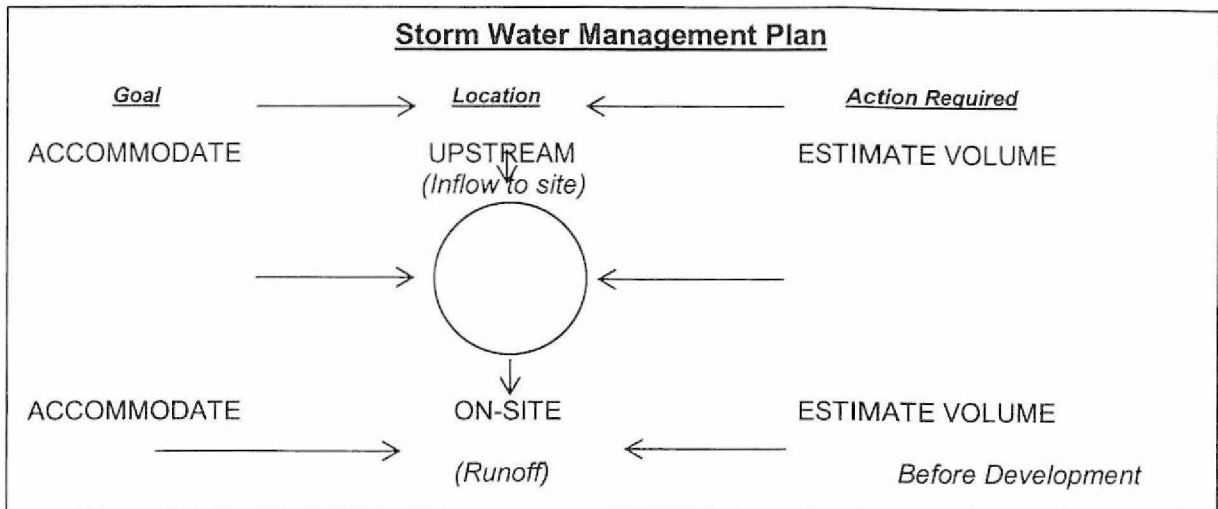 Storm Water Management Plan
Goal Location Action Required
ACCOMMODATE UPSTREAM ESTIMATE VOLUME
(Inflow to site)
ACCOMMODATE ON-SITE ESTIMATE VOLUME
(Runoff) Before Development